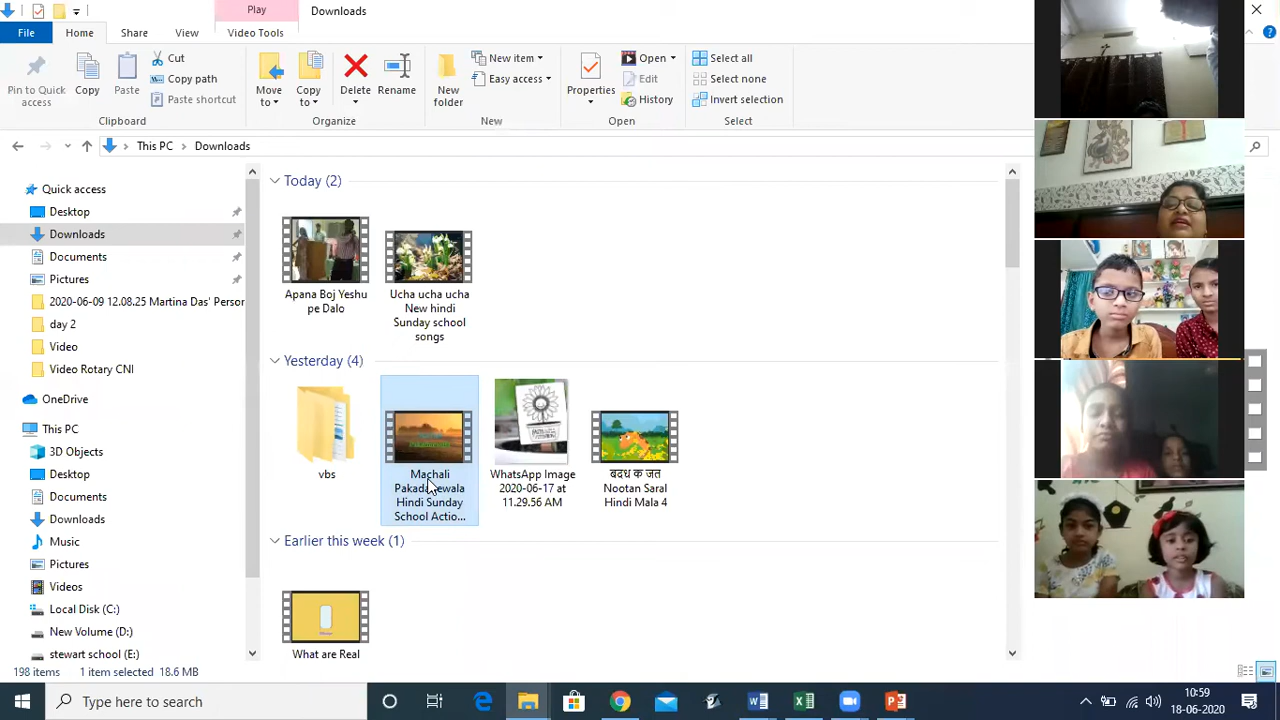 Play
Downloads
File
Home
Share
View
Video Tools
Pin to Quick
access
Copy
Paste
Cut
Copy path
Paste shortcut
Clipboard
Move
to
Copy
to
Delete
Rename
Organize
New
folder
New item
Easy access
New
Properties
Open
Edit
History
Open
Select all
Select none
Invert selection
Select
This PC
Downloads
Quick access
Desktop
Downloads
Documents
Pictures
2020-06-09 12.08.25 Martina Das' Person
day 2
Video
Video Rotary CNI
OneDrive
This PC
3D Objects
Desktop
Documents
Downloads
Music
Pictures
Videos
Local Disk (C:)
New Volume (D:)
stewart school (E:)
Today (2)
Apana Boj Yeshu
pe Dalo
Ucha ucha ucha
New hindi
Sunday school
songs
Yesterday (4)
vbs
Machali
Hindi Sunday
School Actio...
WhatsApp Image
2020-06-17 at
11.29.56 AM
बदध क जत
Nootan Saral
Hindi Mala 4
Earlier this week (1)
What are Real
198 items
1 item selected 18.6 MB
Type here to search
10:59
18-06-2020